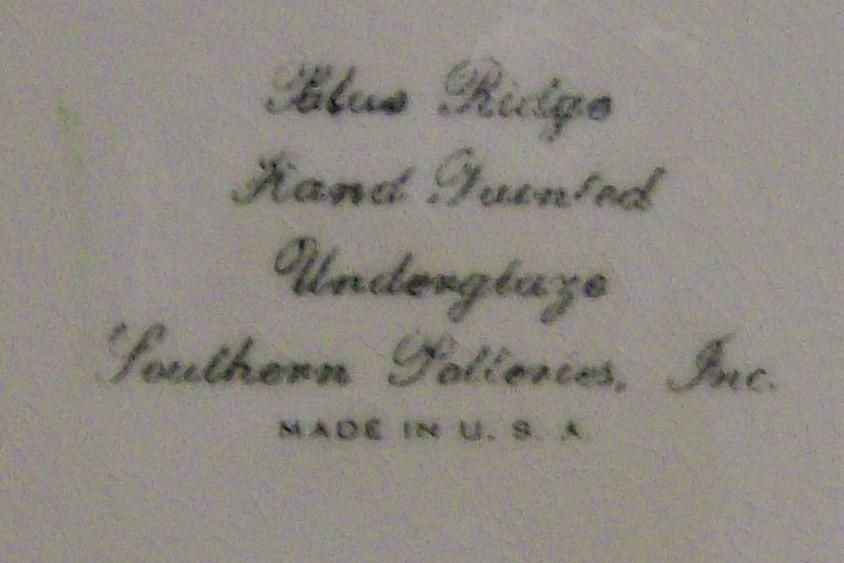 Blue Ridge
Hand Painted
Underglaze
Southern Potteries, Inc.
MADE IN U. S. A.